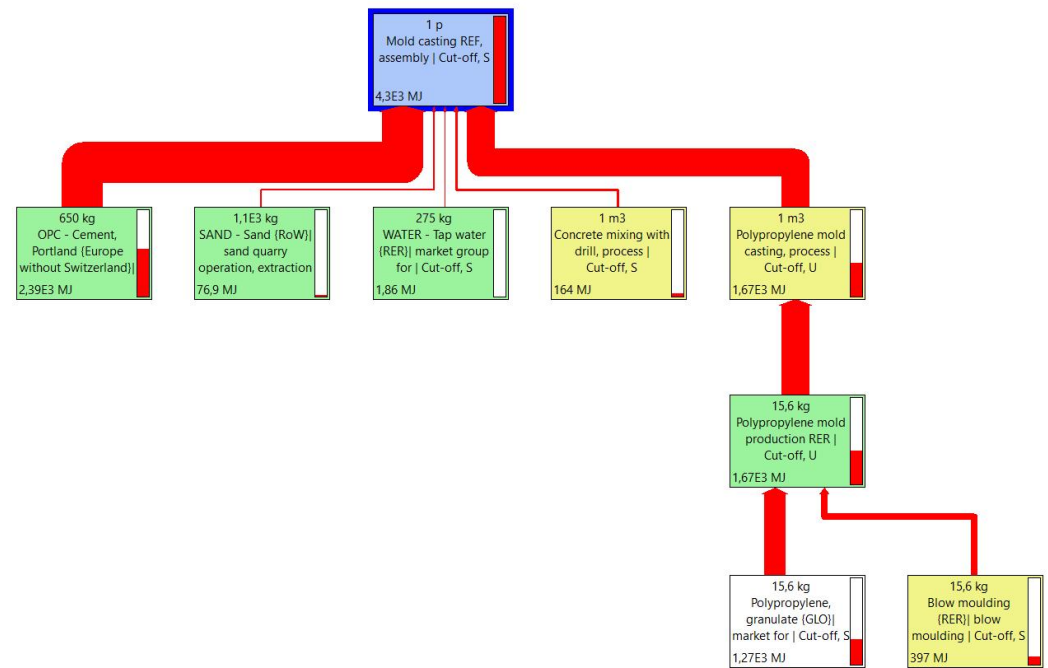 1 p
Mold casting REF,
assembly | Cut-off, S
4,3E3 MJ
650 kg
OPC - Cement,
Portland {Europe
without Switzerland}|
2,39E3 MJ
1,1E3 kg
SAND - Sand {RoW}|
sand quarry
operation, extraction
76,9 MJ
275 kg
WATER - Tap water
{RER}| market group
for | Cut-off, S
1,86 MJ
1 m3
Concrete mixing with
drill, process |
Cut-off, S
164 MJ
1 m3
Polypropylene mold
casting, process |
Cut-off, U
1,67E3 MJ
15,6 kg
Polypropylene mold
production RER |
Cut-off, U
1,67E3 MJ
15,6 kg
Polypropylene,
granulate {GLO}|
market for | Cut-off, S
1,27E3 MJ
15,6 kg
Blow moulding
{RER}| blow
moulding | Cut-off, S
397 MJ